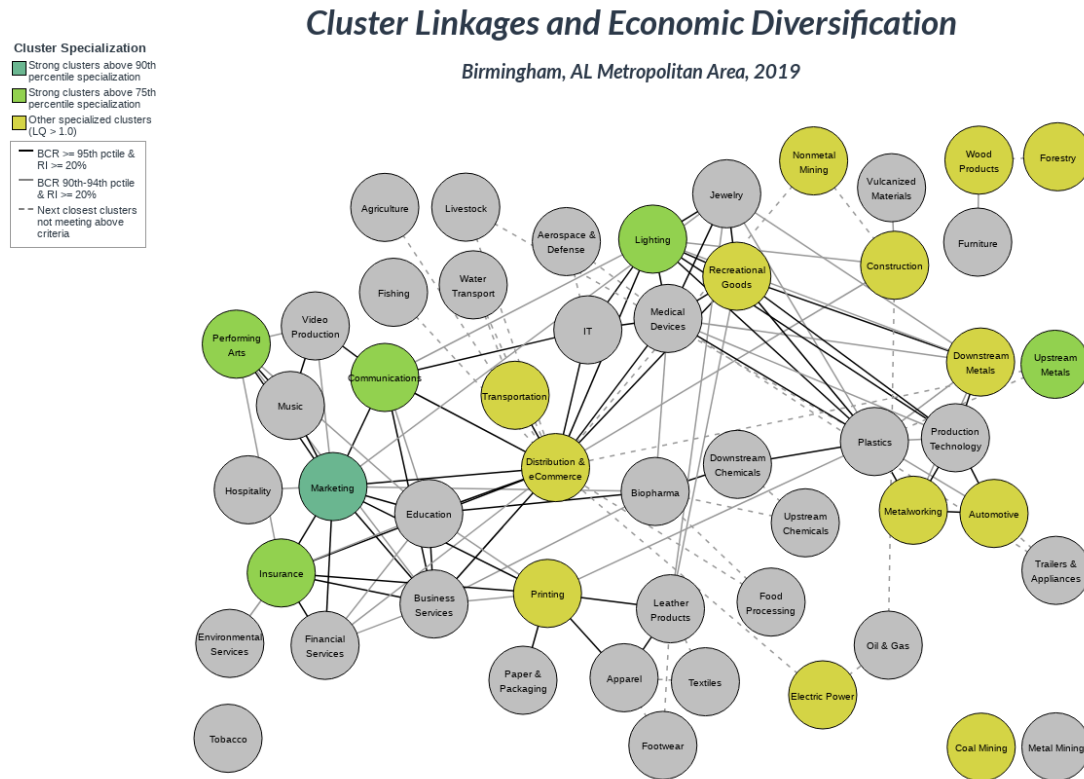 Cluster Linkages and Economic Diversification
Birmingham, AL Metropolitan Area, 2019
Cluster Specialization
Strong clusters above 90th
percentile specialization
Strong clusters above 75th
percentile specialization
Other specialized clusters
(LQ > 1.0)
BCR >= 95th pctile &
RI >= 20%
BCR 90th-94th pctile
& RI >= 20%
Next closest clusters
not meeting above
criteria
Nonmetal
Mining
Wood
Products
Forestry
Vulcanized
Materials
Jewelry
Agriculture
Livestock
Aerospace &
Defense
Lighting
Furniture
Construction
Recreational
Goods
Water
Transport
Fishing
Medical
Devices
IT
Video
Production
Performing
Arts
Communications
Downstream
Metals
Upstream
Metals
Transportation
Music
Plastics
Production
Technology
Downstream
Chemicals
Distribution &
eCommerce
Hospitality
Marketing
Biopharma
Education
Upstream
Chemicals
Metalworking
Automotive
Trailers &
Appliances
Insurance
Printing
Business
Services
Leather
Products
Food
Processing
Environmental
Services
Financial
Services
Oil & Gas
Paper &
Packaging
Apparel
Textiles
Electric Power
Tobacco
Footwear
Coal Mining
Metal Mining